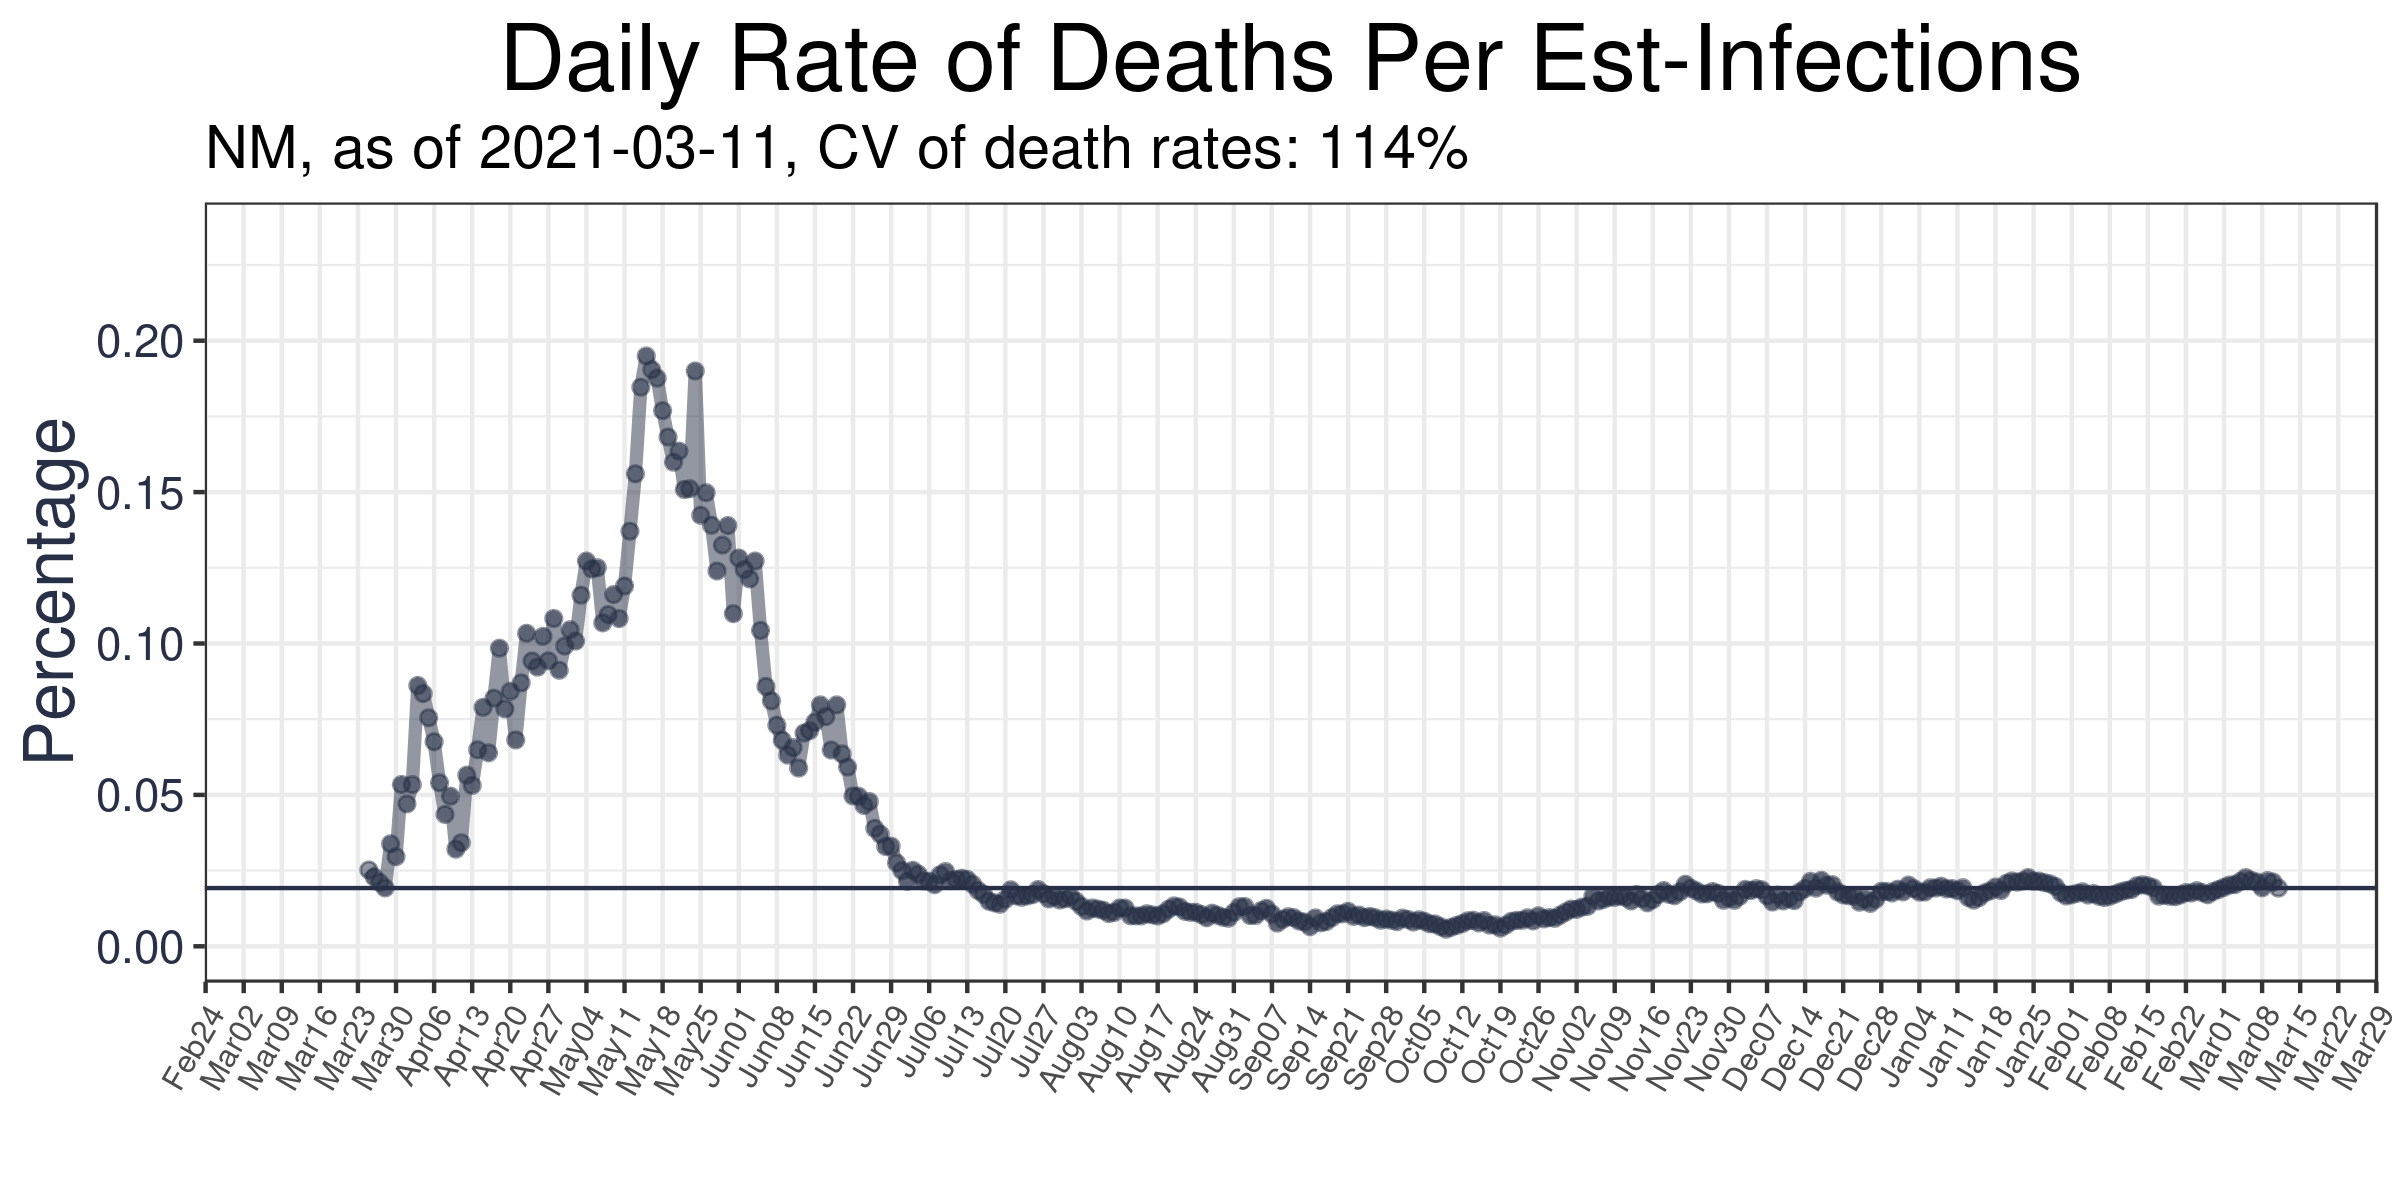 Daily Rate of Deaths Per Est-Infections
NM, as of 2021-03-11, CV of death rates: 114%
Percentage
0.20
0.15
0.10
0.05
0.00
Feb24
Mar02
Mar09
Mar16
Mar23
Mar30
Apr06
Apr13
Apr20
Apr27
May04
May11
May18
May25
Jun01
Jun08
Jun15
Jun22
Jun29
Jul06
Jul13
Jul20
Jul27
Aug03
Aug10
Aug17
Aug24
Aug31
Sep07
Sep14
Sep21
Sep28
Oct05
Oct12
Oct19
Oct26
Nov02
Nov09
Nov16
Nov23
Nov30
Dec07
Dec14
Dec21
Dec28
Jan04
Jan11
Jan18
Jan25
Feb01
Feb08
Feb15
Feb22
Mar01
Mar08
Mar15
Mar22
Mar29